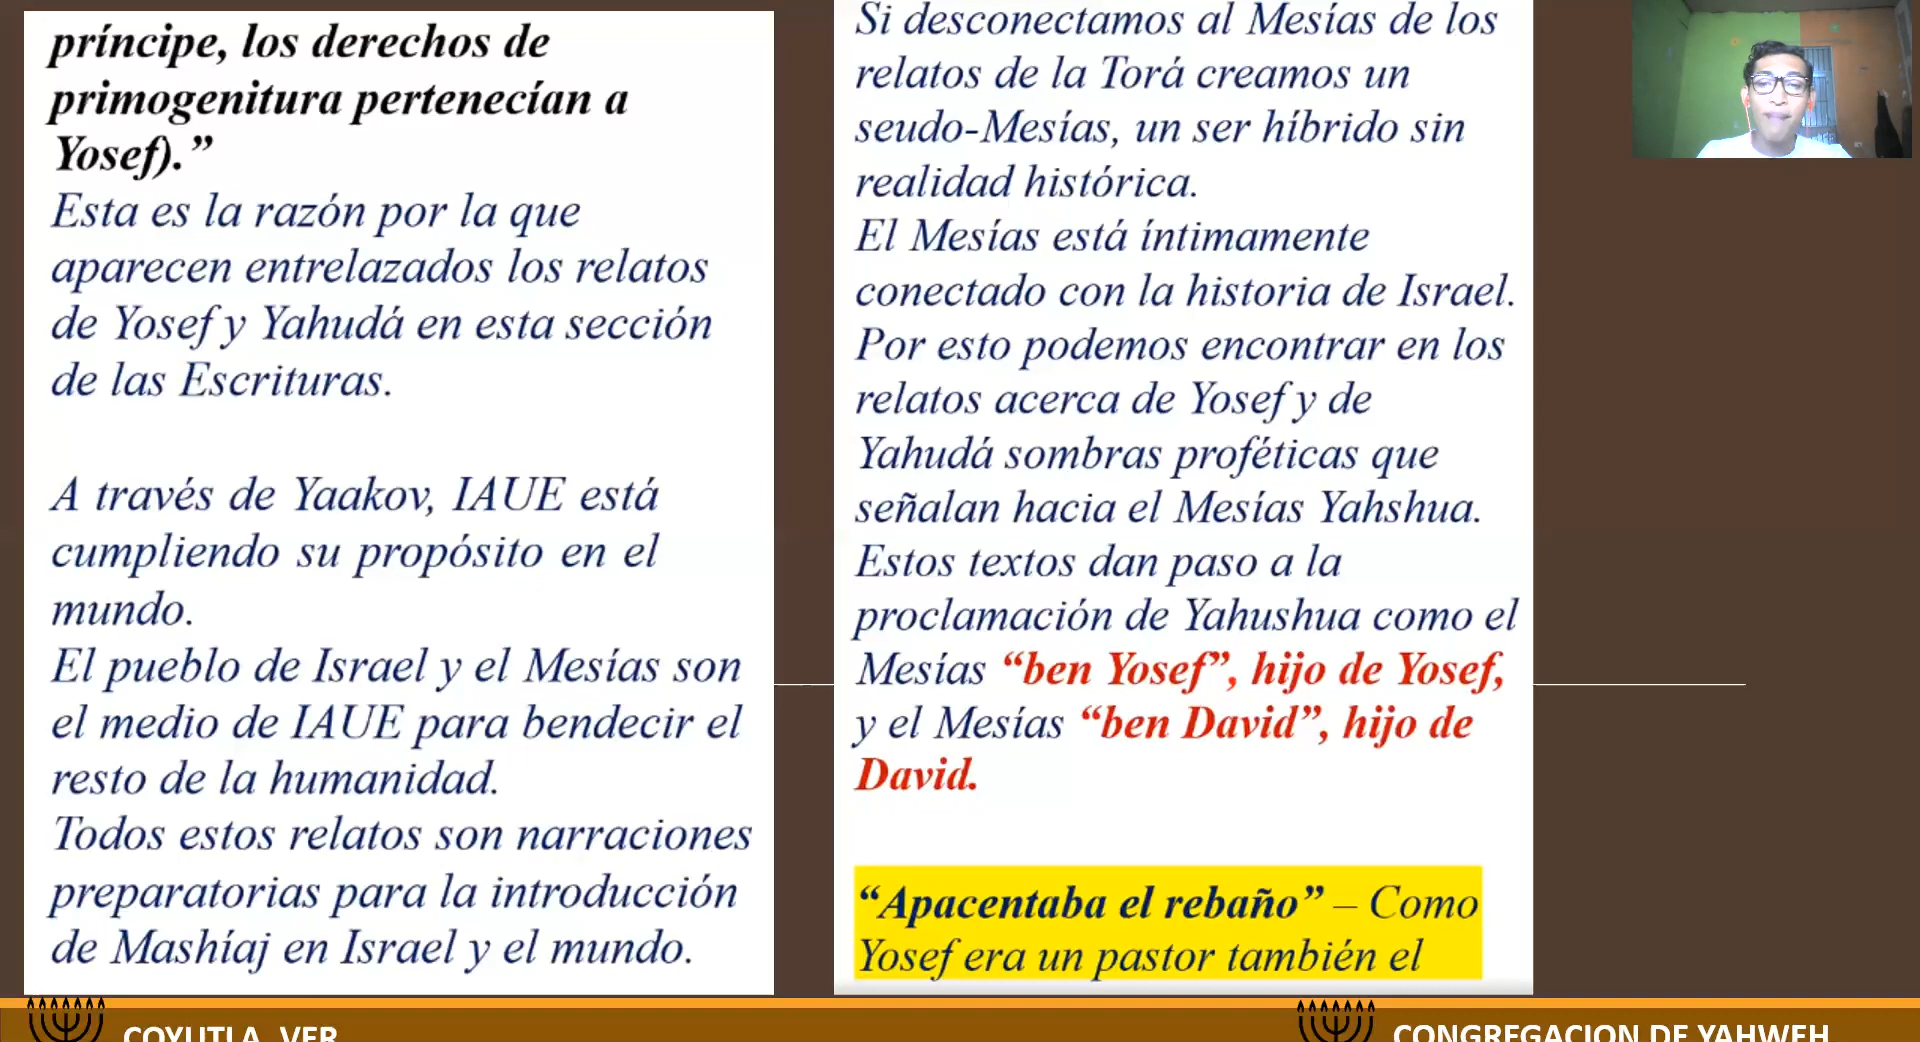 príncipe, los derechos de
primogenitura pertenecían a
Yosef).”
Esta es la razón por la que
aparecen entrelazados los relatos
de Yosef y Yahudá en esta sección
de las Escrituras.
A través de Yaakov, IAUE está
cumpliendo su propósito en el
mundo.
El pueblo de Israel y el Mesías son
el medio de IAUE para bendecir el
resto de la humanidad.
Todos estos relatos son narraciones
preparatorias para la introducción
de Mashíaj en Israel y el mundo.
Si desconectamos al Mesías de los
relatos de la Torá creamos un
seudo-Mesías, un ser híbrido sin
realidad histórica.
El Mesías está íntimamente
conectado con la historia de Israel.
Por esto podemos encontrar en los
relatos acerca de Yosef y de
Yahudá sombras proféticas que
señalan hacia el Mesías Yahshua.
Estos textos dan paso a la
proclamación de Yahushua como el
Mesías “ben Yosef”, hijo de Yosef,
y el Mesías “ben David”, hijo de
David.
“Apacentaba el rebaño” – Como
Yosef era un pastor también el
COYUTLA, VER
CONGREGACION DE YAHWEH